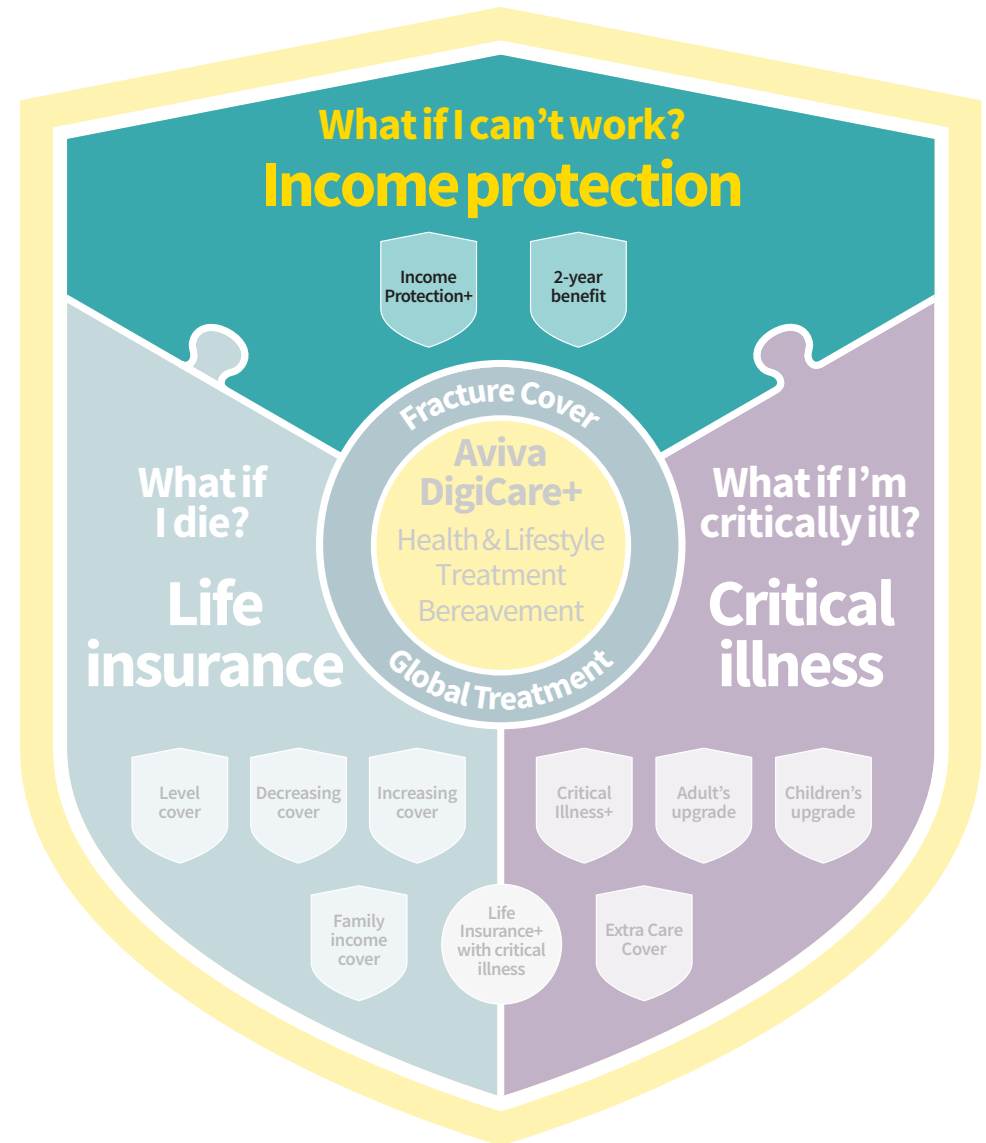 What if I can't work?
Income protection
Income
Protection+
2-year
benefit
Fracture Cover
Aviva
DigiCare+
Health & Lifestyle
Treatment
Bereavement
Global Treatment
What if
I die?
Life
insurance
What if I'm
critically ill?
Critical
illness
Level
cover
Decreasing
cover
Increasing
cover
Critical
Illness+
Adult's
upgrade
Children's
upgrade
Family
income
cover
Life
Insurance+
with critical
illness
Extra Care
Cover